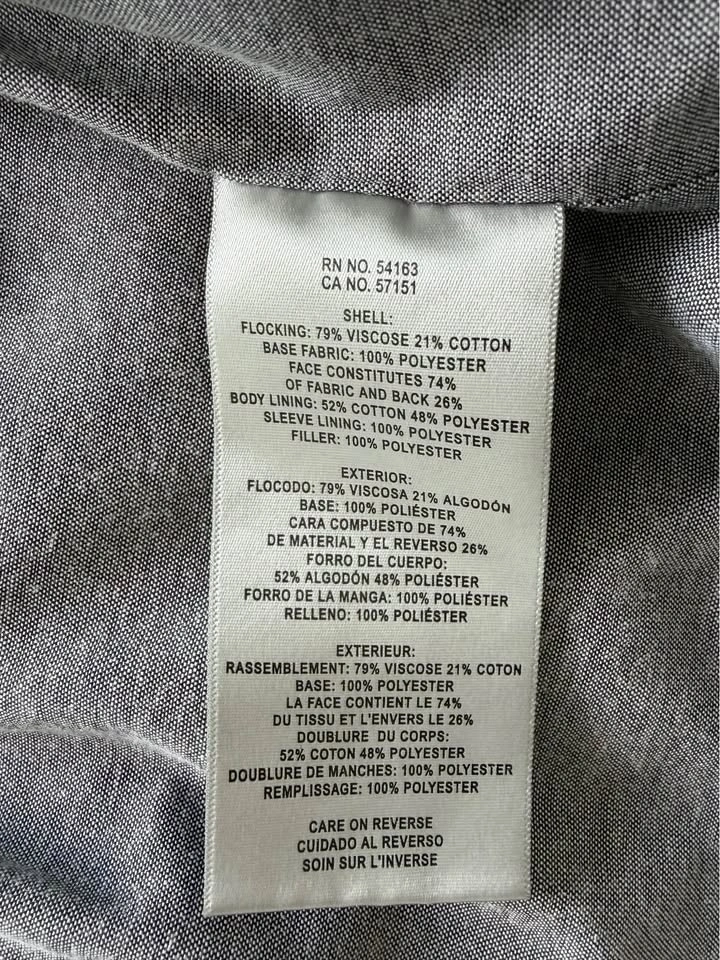 RN NO. 54163
CA NO. 57151
SHELL:
FLOCKING: 79% VISCOSE 21% COTTON
BASE FABRIC: 100% POLYESTER
FACE CONSTITUTES 74%
OF FABRIC AND BACK 26%
BODY LINING: 52% COTTON 48% POLYESTER
SLEEVE LINING: 100% POLYESTER
FILLER: 100% POLYESTER
EXTERIOR:
FLOCODO: 79% VISCOSA 21% ALGODÓN
BASE: 100% POLIÉSTER
CARA COMPUESTO DE 74%
DE MATERIAL Y EL REVERSO 26%
FORRO DEL CUERPO:
52% ALGODÓN 48% POLIÉSTER
FORRO DE LA MANGA: 100% POLIÉSTER
RELLENO: 100% POLIÉSTER
EXTERIEUR:
RASSEMBLEMENT: 79% VISCOSE 21% COTON
BASE: 100% POLYESTER
LA FACE CONTIENT LE 74%
DU TISSU ET L'ENVERS LE 26%
DOUBLURE DU CORPS:
52% COTON 48% POLYESTER
DOUBLURE DE MANCHES: 100% POLYESTER
REMPLISSAGE: 100% POLYESTER
CARE ON REVERSE
CUIDADO AL REVERSO
SOIN SUR L'INVERSE